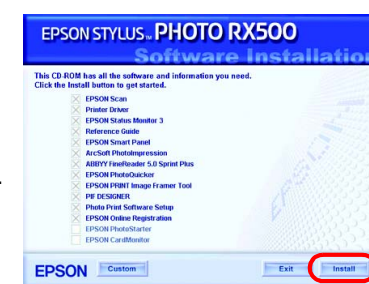 EPSON STYLUS™ PHOTO RX500
Software Installation
This CD-ROM has all the software and information you need.
Click the Install button to get started.
EPSON Scan
Printer Driver
EPSON Status Monitor 3
Reference Guide
EPSON Smart Panel
ArcSoft PhotoImpression
ABBYY FineReader 5.0 Sprint Plus
EPSON PhotoQuicker
EPSON PRINT Image Framer Tool
PIF DESIGNER
Photo Print Software Setup
EPSON Online Registration
EPSON PhotoStarter
EPSON CardMonitor
EPSON
EPSON Custom Exit Install